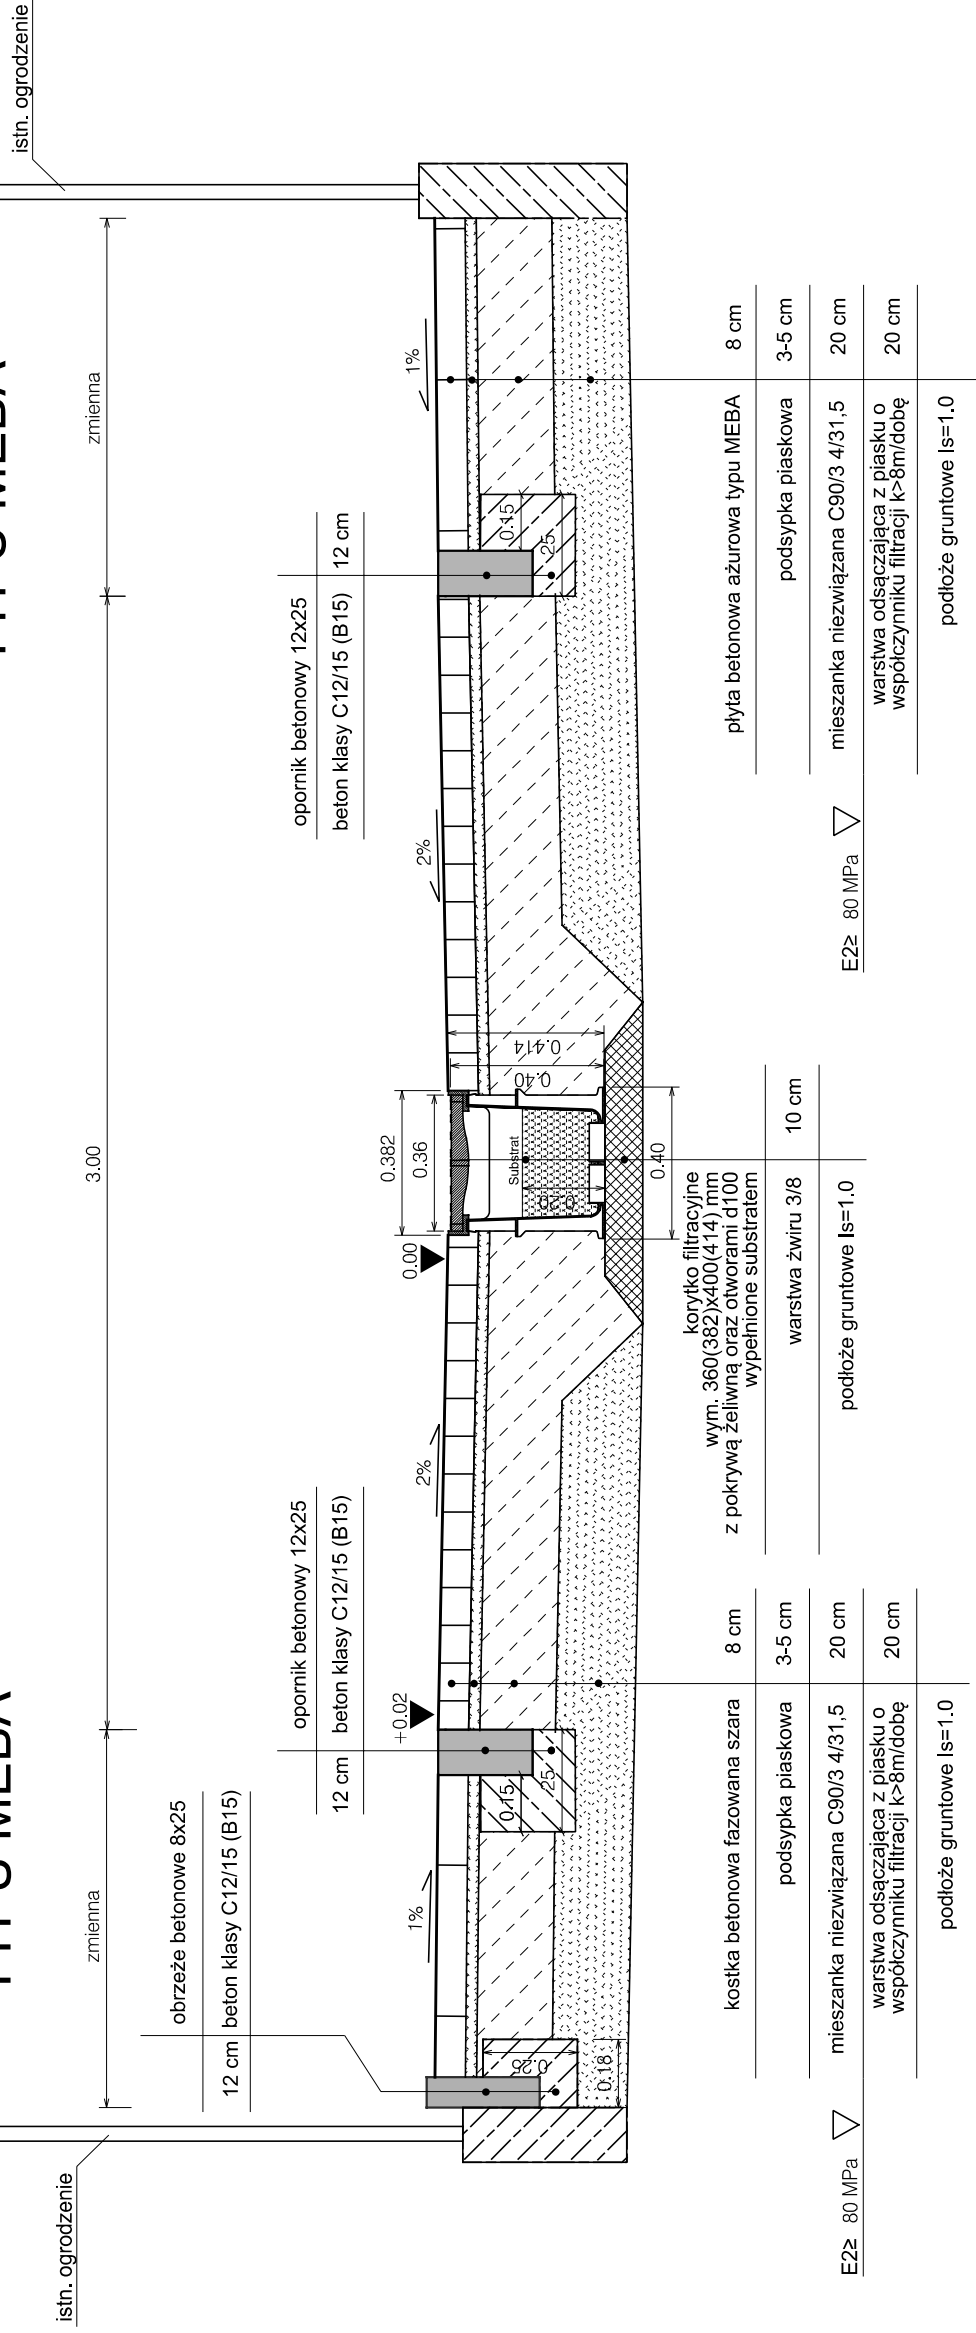 istn. ogrodzenie
istn. ogrodzenie
zmienna
3.00
zmienna
obrzeże betonowe 8x25
12 cm beton klasy C12/15 (B15)
opornik betonowy 12x25
12 cm beton klasy C12/15 (B15)
opornik betonowy 12x25
beton klasy C12/15 (B15) 12 cm
1%
+0.02
2%
0.00
0.382
0.36
2%
1%
0.25
0.18
0.15
25
Substrat
0.20
0.40
0.414
0.40
0.15
25
kostka betonowa fazowana szara 8 cm
podsypka piaskowa 3-5 cm
mieszanka niezwiązana C90/3 4/31,5 20 cm
E2≥ 80 MPa
warstwa odsączająca z piasku o
współczynniku filtracji k>8m/dobę
20 cm
podłoże gruntowe Is=1.0
korytko filtracyjne
wym. 360(382)x400(414) mm
z pokrywą żeliwną oraz otworami d100
wypełnione substratem
warstwa żwiru 3/8 10 cm
podłoże gruntowe Is=1.0
płyta betonowa ażurowa typu MEBA 8 cm
podsypka piaskowa 3-5 cm
mieszanka niezwiązana C90/3 4/31,5 20 cm
E2≥ 80 MPa
warstwa odsączająca z piasku o
współczynniku filtracji k>8m/dobę
20 cm
podłoże gruntowe Is=1.0